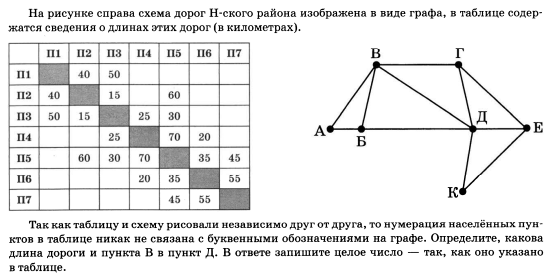 На рисунке справа схема дорог Н-ского района изображена в виде графа, в таблице содер-
жатся сведения о длинах этих дорог (в километрах).
П1 П2 П3 П4 П5 П6 П7
П1 40 50
П2 40 15 60
П3 50 15 25 30
П4 25 70 20
П5 60 30 70 35 45
П6 20 35 55
П7 45 55
В Г
А Б Д Е
К
Так как таблицу и схему рисовали независимо друг от друга, то нумерация населённых пун-
ктов в таблице никак не связана с буквенными обозначениями на графе. Определите, какова
длина дороги и пункта В в пункт Д. В ответе запишите целое число — так, как оно указано
в таблице.